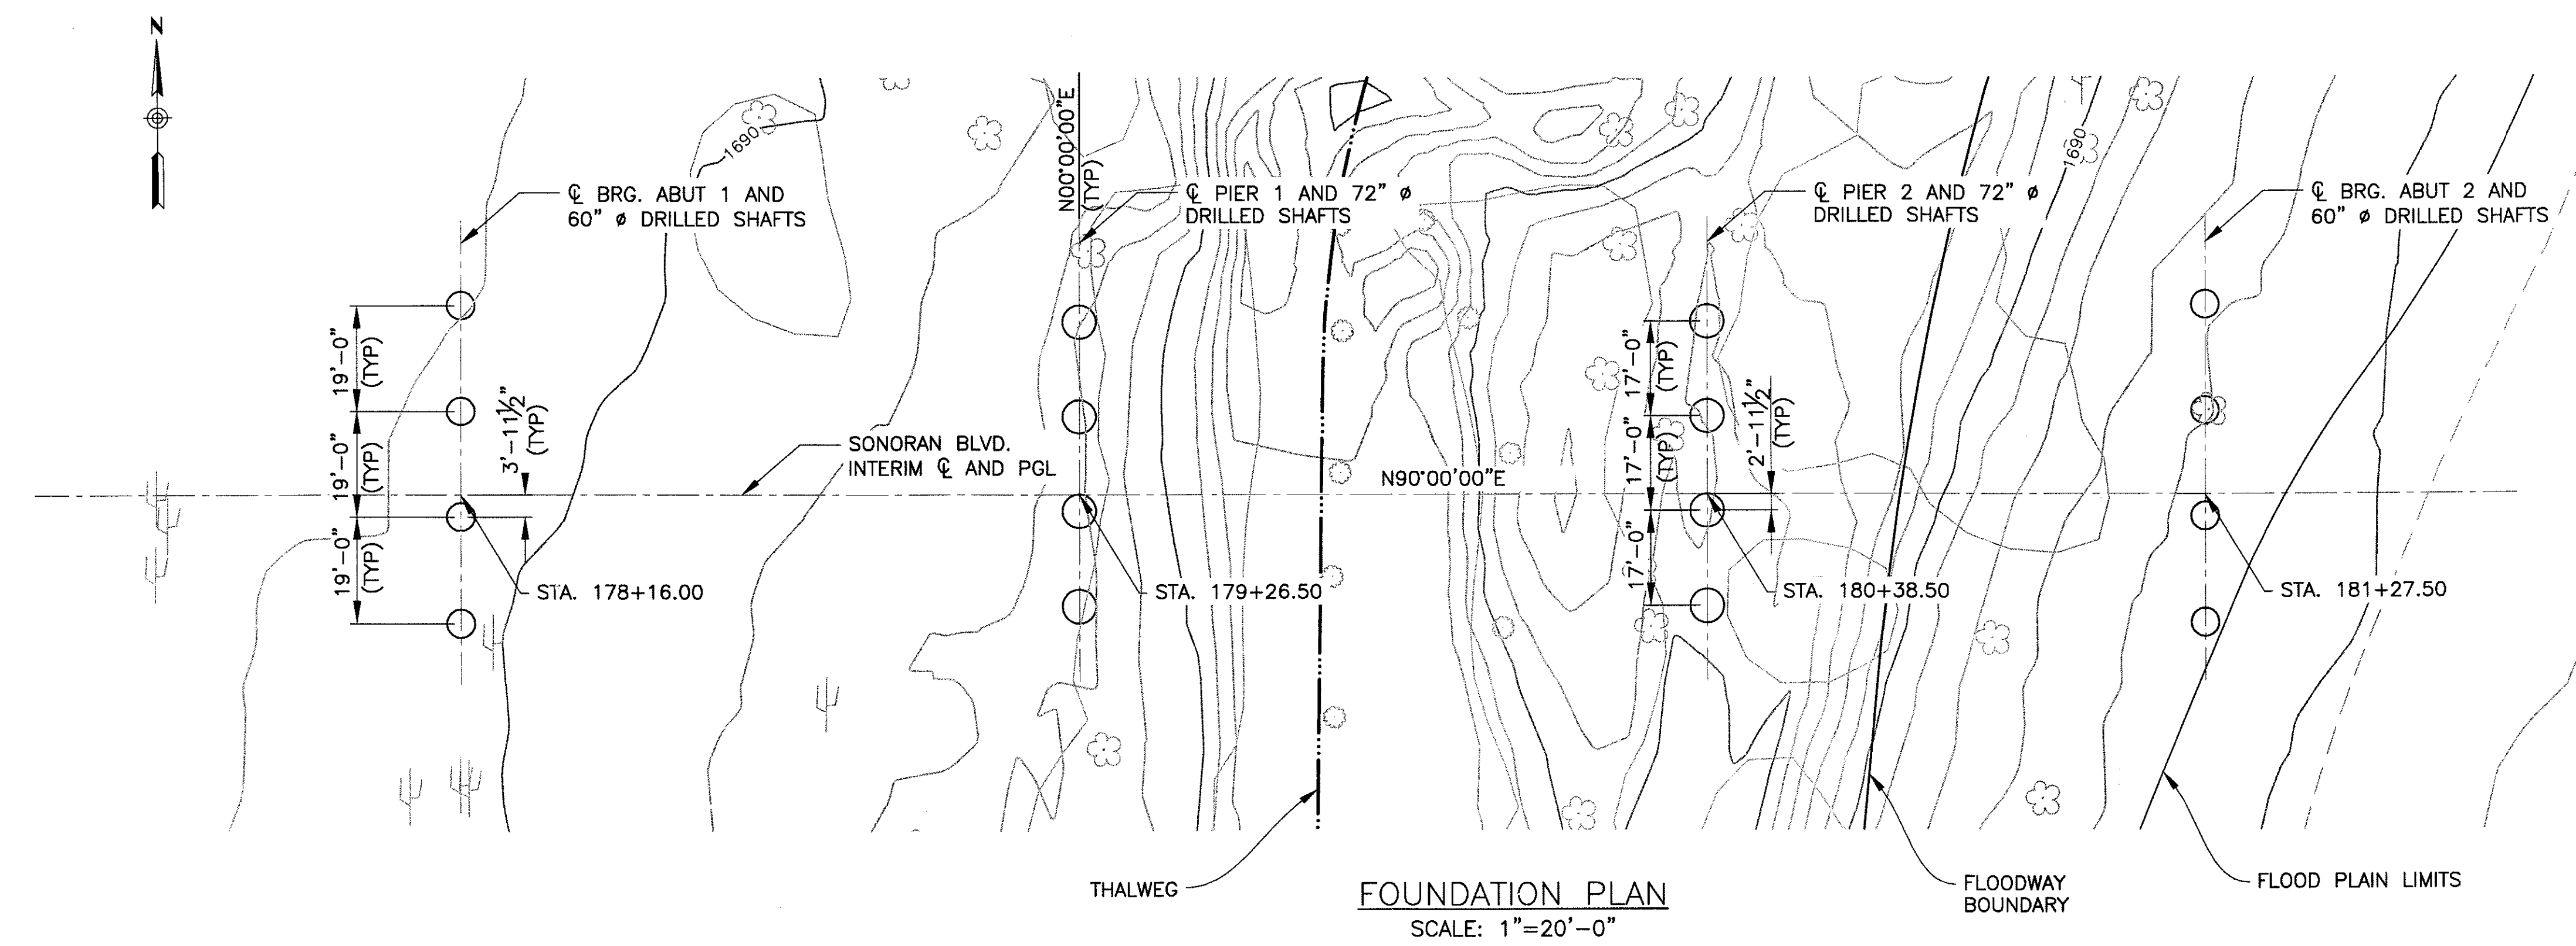 N
N00°00'00"E
(TYP)
1690
1690
℄ BRG. ABUT 1 AND
60" ø DRILLED SHAFTS
℄ PIER 1 AND 72" ø
DRILLED SHAFTS
℄ PIER 2 AND 72" ø
DRILLED SHAFTS
℄ BRG. ABUT 2 AND
60" ø DRILLED SHAFTS
19'-0"
(TYP)
19'-0"
(TYP)
19'-0"
(TYP)
3'-11½"
(TYP)
SONORAN BLVD.
INTERIM ℄ AND PGL
N90°00'00"E
17'-0"
(TYP)
17'-0"
(TYP)
17'-0"
(TYP)
2'-11½"
(TYP)
STA. 178+16.00
STA. 179+26.50
STA. 180+38.50
STA. 181+27.50
THALWEG
FLOODWAY
BOUNDARY
FLOOD PLAIN LIMITS
FOUNDATION PLAN
SCALE: 1"=20'-0"